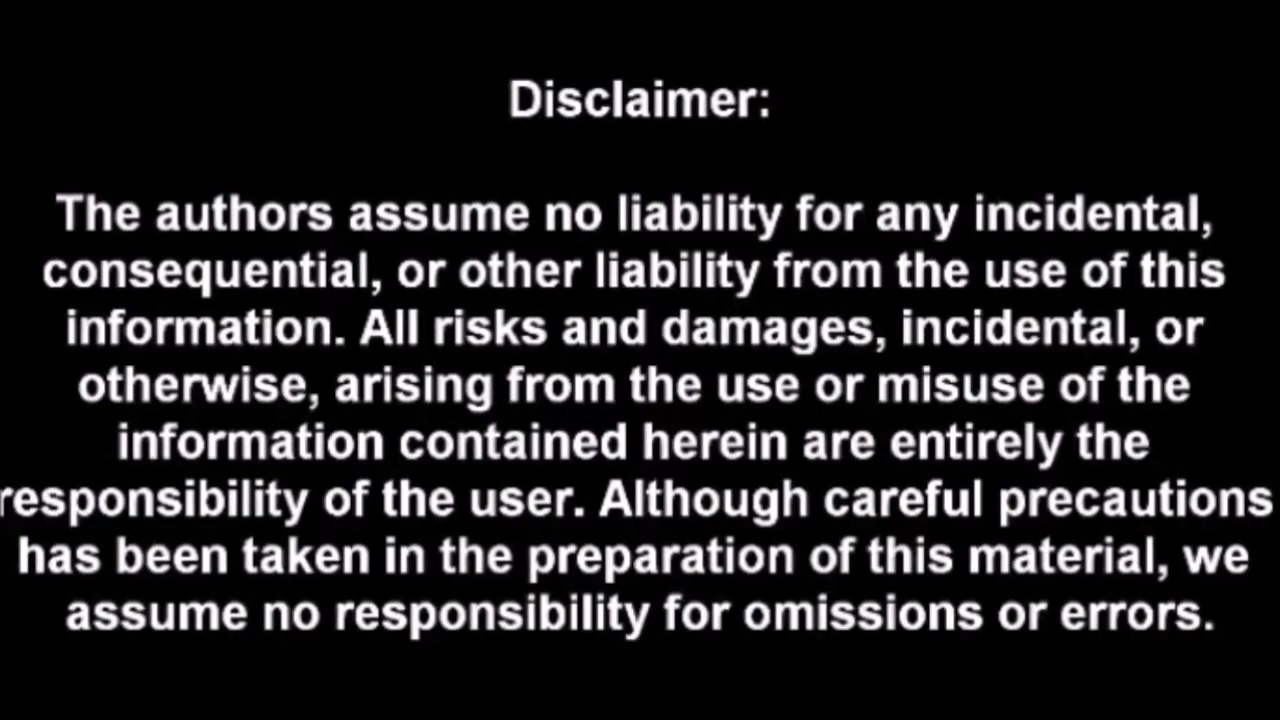 Disclaimer:
The authors assume no liability for any incidental,
consequential, or other liability from the use of this
information. All risks and damages, incidental, or
otherwise, arising from the use or misuse of the
information contained herein are entirely the
responsibility of the user. Although careful precautions
has been taken in the preparation of this material, we
assume no responsibility for omissions or errors.